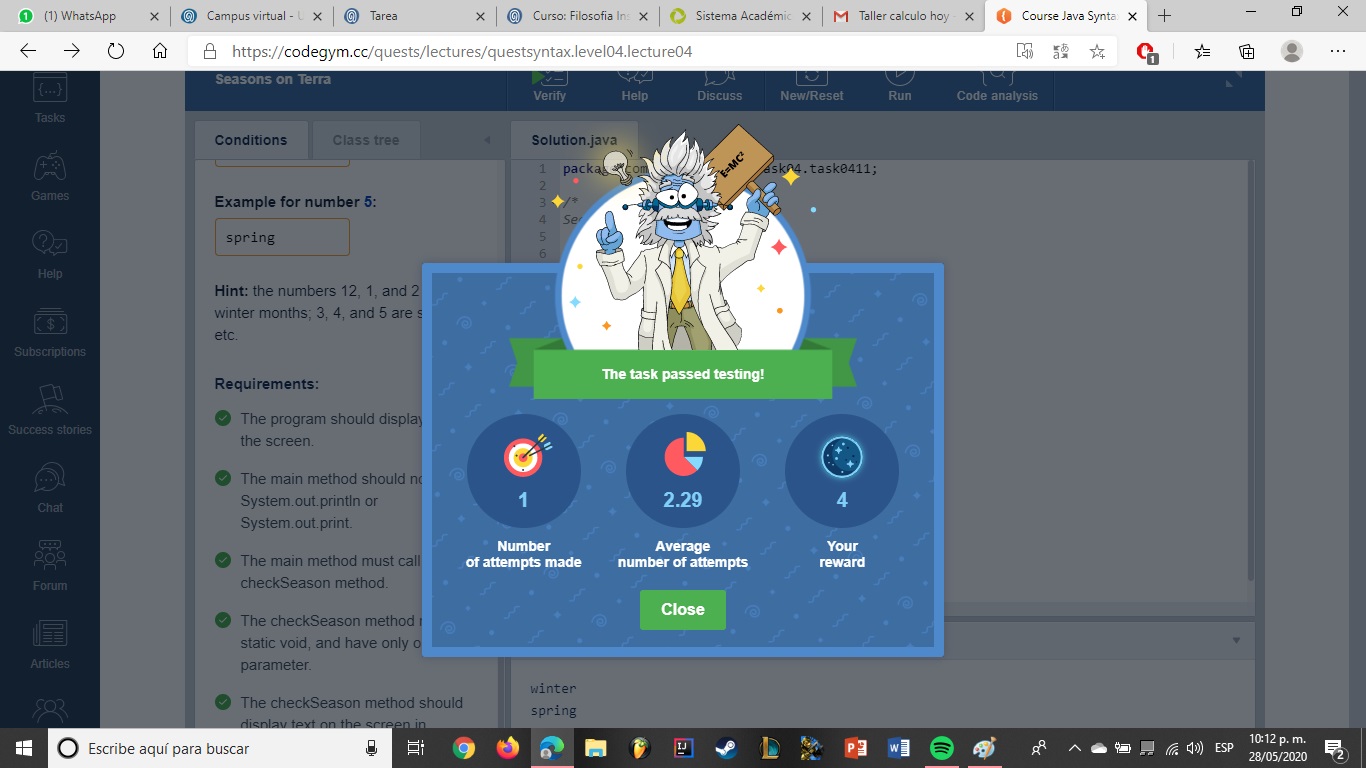 (1) WhatsApp
Campus virtual - U
Tarea
Curso: Filosofia Ins
Sistema Académic
Taller calculo hoy -
Course Java Synta
https://codegym.cc/quests/lectures/questsyntax.level04.lecture04
1
Seasons on Terra
Verify
Help
Discuss
New/Reset
Run
Code analysis
Tasks
Games
Help
Subscriptions
Success stories
Chat
Forum
Articles
Conditions
Class tree
Example for number 5:
spring
Hint: the numbers 12, 1, and 2
winter months; 3, 4, and 5 are s
etc.
Requirements:
The program should display
the screen.
The main method should no
System.out.println or
System.out.print.
The main method must call
checkSeason method.
The checkSeason method
static void, and have only o
parameter.
The checkSeason method should
display text on the screen in
Solution.java
1 package com task04.task0411;
2
3 /*
4 Se
5
6
E=MC²
The task passed testing!
1
Number
of attempts made
2.29
Average
number of attempts
4
Your
reward
Close
winter
spring
Escribe aquí para buscar
ESP
10:12 p. m.
28/05/2020
2